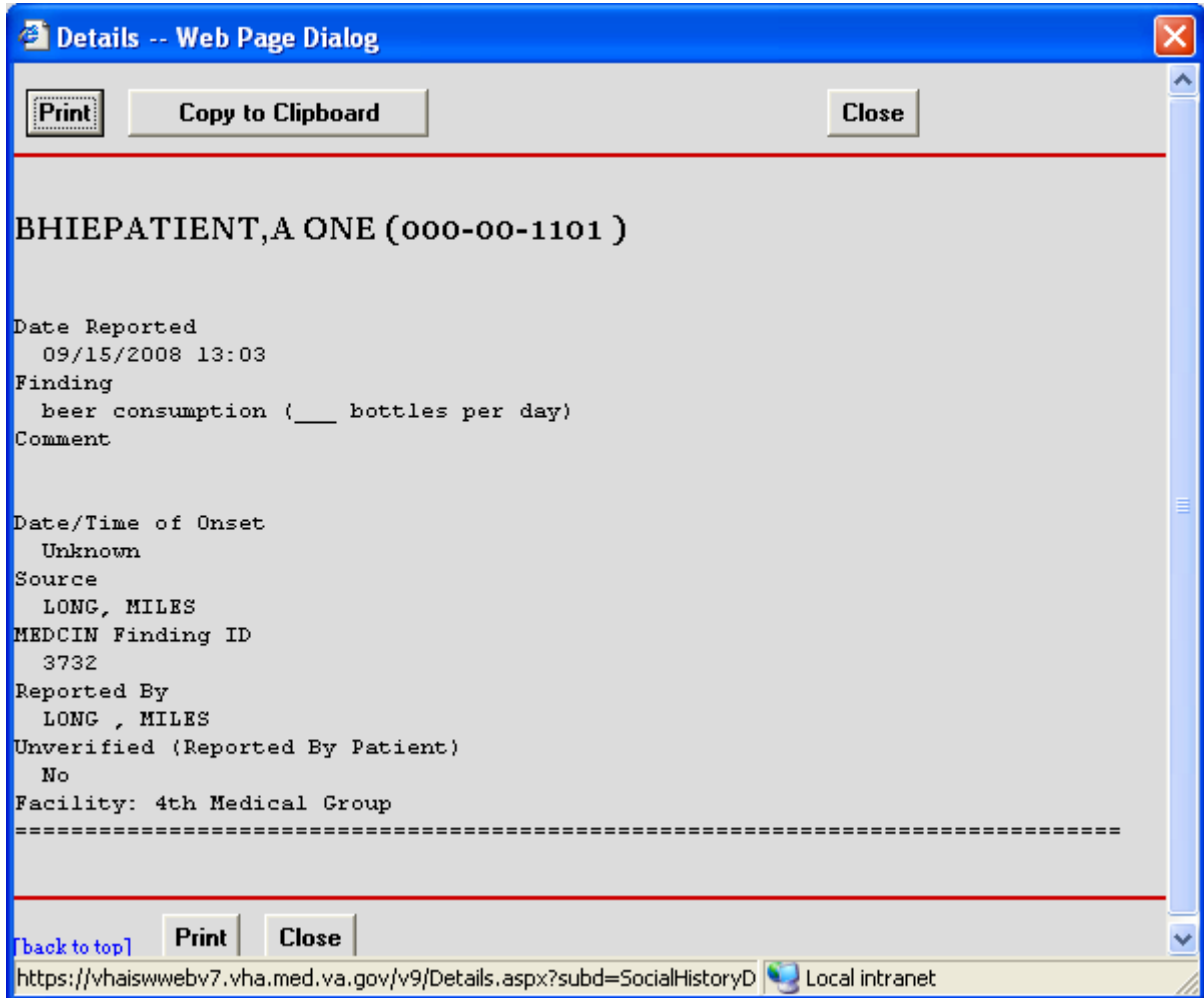 Details -- Web Page Dialog
Print Copy to Clipboard Close
BHIEPATIENT,A ONE (000-00-1101 )
Date Reported
09/15/2008 13:03
Finding
beer consumption (___ bottles per day)
Comment
Date/Time of Onset
Unknown
Source
LONG, MILES
MEDCIN Finding ID
3732
Reported By
LONG , MILES
Unverified (Reported By Patient)
No
Facility: 4th Medical Group
===============================================================================
[back to top] Print Close
https://vhaiswwebv7.vha.med.va.gov/v9/Details.aspx?subd=SocialHistoryD Local intranet